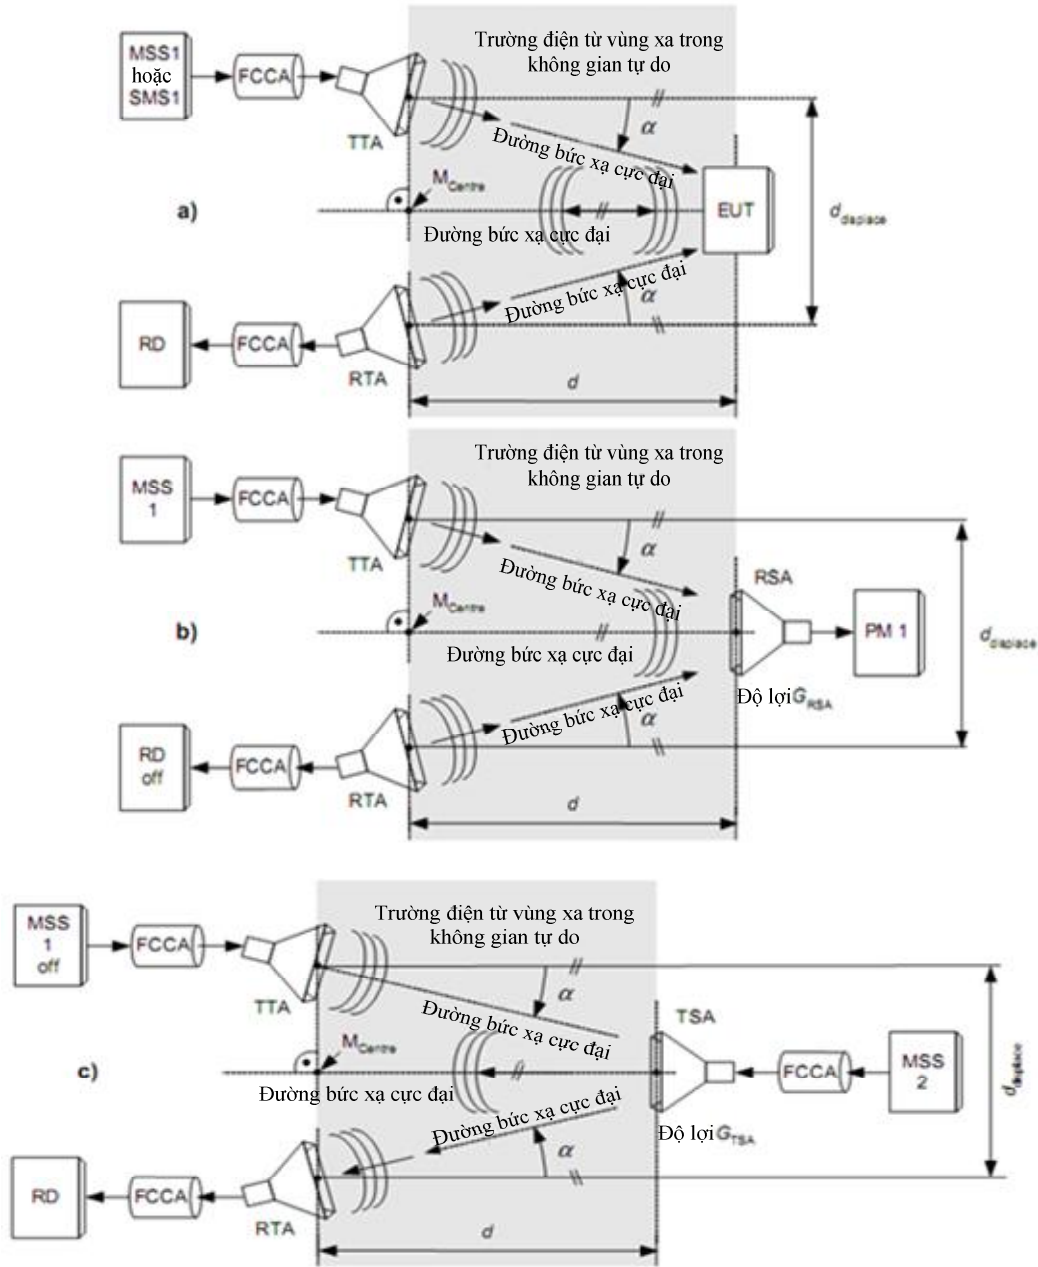 MSS1
hoặc
SMS1
FCCA
TTA
Trường điện từ vùng xa trong
không gian tự do
α
Đường bức xạ cực đại
a)
MCentre
Đường bức xạ cực đại
EUT
ddisplace
Đường bức xạ cực đại
α
RD
FCCA
RTA
d
Trường điện từ vùng xa trong
không gian tự do
MSS
1
FCCA
TTA
α
Đường bức xạ cực đại
RSA
b)
MCentre
Đường bức xạ cực đại
PM 1
ddisplace
Độ lợi GRSA
Đường bức xạ cực đại
α
RD
off
FCCA
RTA
d
MSS
1
off
FCCA
TTA
Trường điện từ vùng xa trong
không gian tự do
α
Đường bức xạ cực đại
TSA
c)
MCentre
Đường bức xạ cực đại
FCCA
MSS
2
ddisplace
Đường bức xạ cực đại
Độ lợi GTSA
α
RD
FCCA
RTA
d